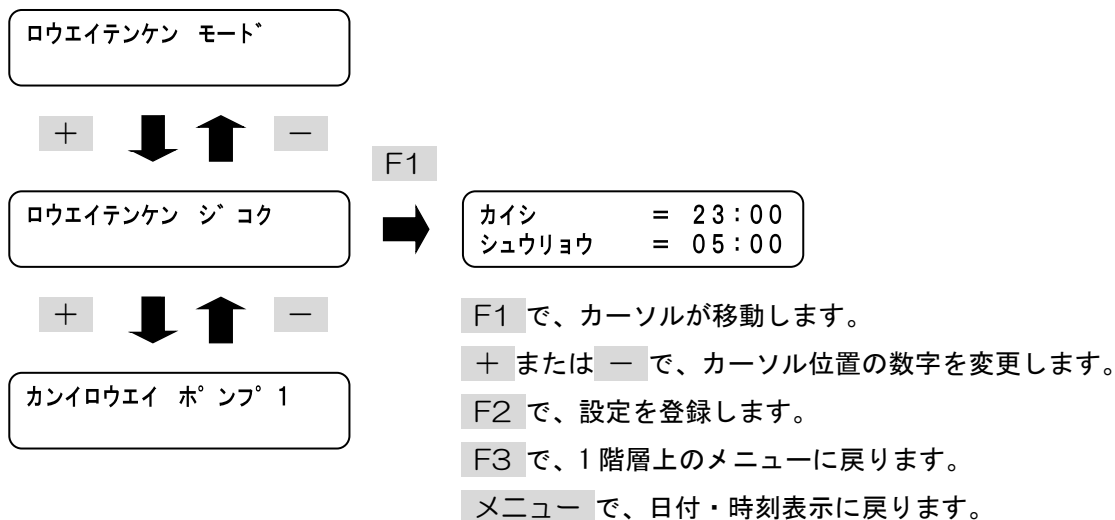 ロウエイテンケン モード
＋ －
F1
ロウエイテンケン ジコク
カイシ = 23:00
シュウリョウ = 05:00
＋ －
カンイロウエイ ポンプ1
F1 で、カーソルが移動します。
＋ または － で、カーソル位置の数字を変更します。
F2 で、設定を登録します。
F3 で、1階層上のメニューに戻ります。
メニュー で、日付・時刻表示に戻ります。